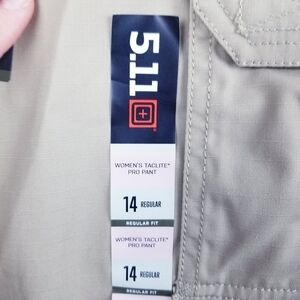 5.11
WOMEN'S TACLITE®
PRO PANT
14 REGULAR
REGULAR FIT
WOMEN'S TACLITE®
PRO PANT
14 REGULAR
REGULAR FIT